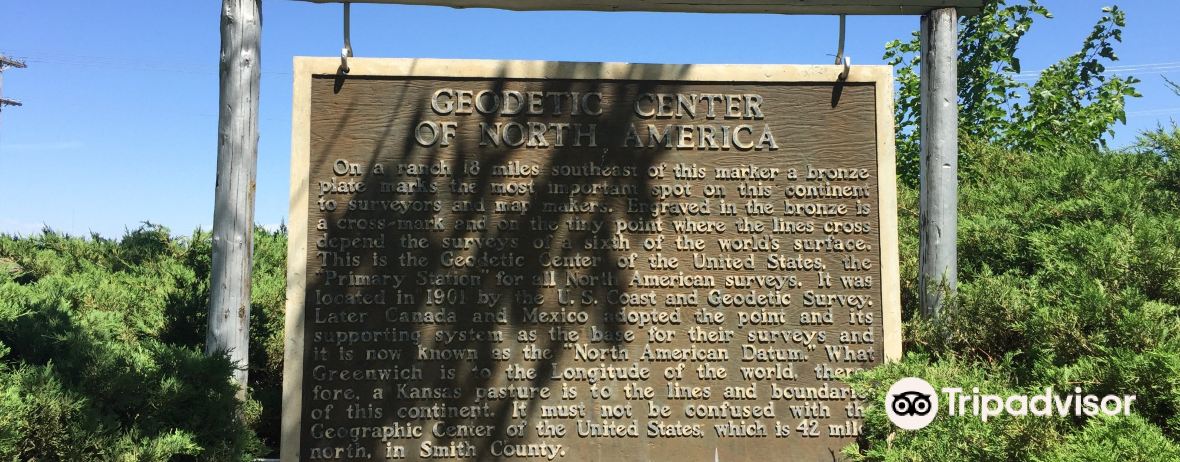 GEODETIC CENTER
OF NORTH AMERICA
On a ranch 18 miles southeast of this marker a bronze
plate marks the most important spot on this continent
to surveyors and map makers. Engraved in the bronze is
a cross-mark and on the tiny point where the lines cross
depend the surveys of a sixth of the world's surface.
This is the Geodetic Center of the United States, the
"Primary Station" for all North American surveys. It was
located in 1901 by the U. S. Coast and Geodetic Survey.
Later Canada and Mexico adopted the point and its
supporting system as the base for their surveys and
it is now known as the "North American Datum." What
Greenwich is to the Longitude of the world, there-
fore, a Kansas pasture is to the lines and boundarie
of this continent. It must not be confused with th
Geographic Center of the United States, which is 42 mile
north, in Smith County.
Tripadvisor